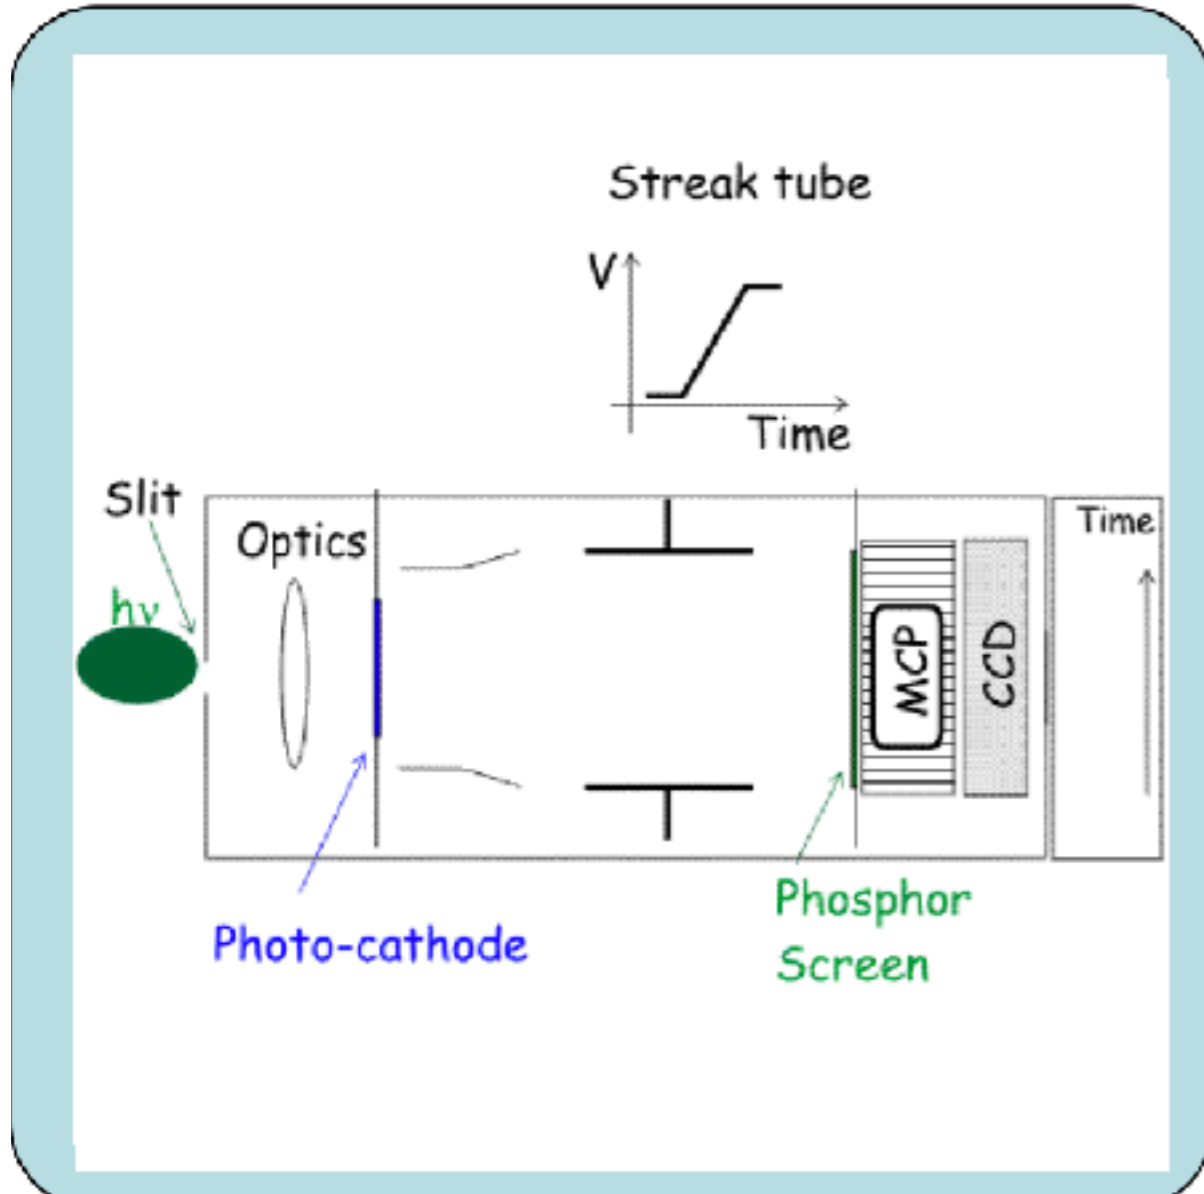 Streak tube
V
Time
Slit
Optics
hν
Time
MCP
CCD
Photo-cathode
Phosphor
Screen